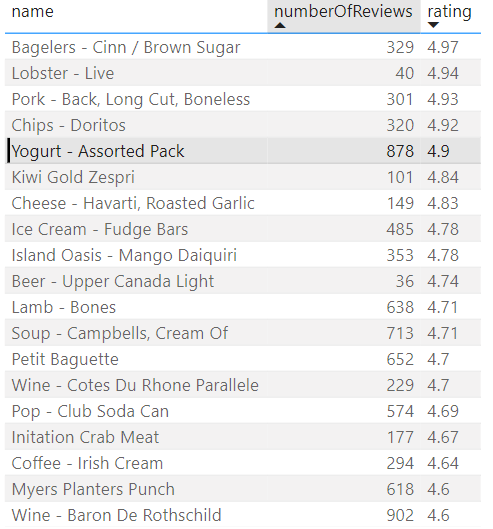 name numberOfReviews rating
Bagelers - Cinn / Brown Sugar 329 4.97
Lobster - Live 40 4.94
Pork - Back, Long Cut, Boneless 301 4.93
Chips - Doritos 320 4.92
Yogurt - Assorted Pack 878 4.9
Kiwi Gold Zespri 101 4.84
Cheese - Havarti, Roasted Garlic 149 4.83
Ice Cream - Fudge Bars 485 4.78
Island Oasis - Mango Daiquiri 353 4.78
Beer - Upper Canada Light 36 4.74
Lamb - Bones 638 4.71
Soup - Campbells, Cream Of 713 4.71
Petit Baguette 652 4.7
Wine - Cotes Du Rhone Parallele 229 4.7
Pop - Club Soda Can 574 4.69
Initation Crab Meat 177 4.67
Coffee - Irish Cream 294 4.64
Myers Planters Punch 618 4.6
Wine - Baron De Rothschild 902 4.6